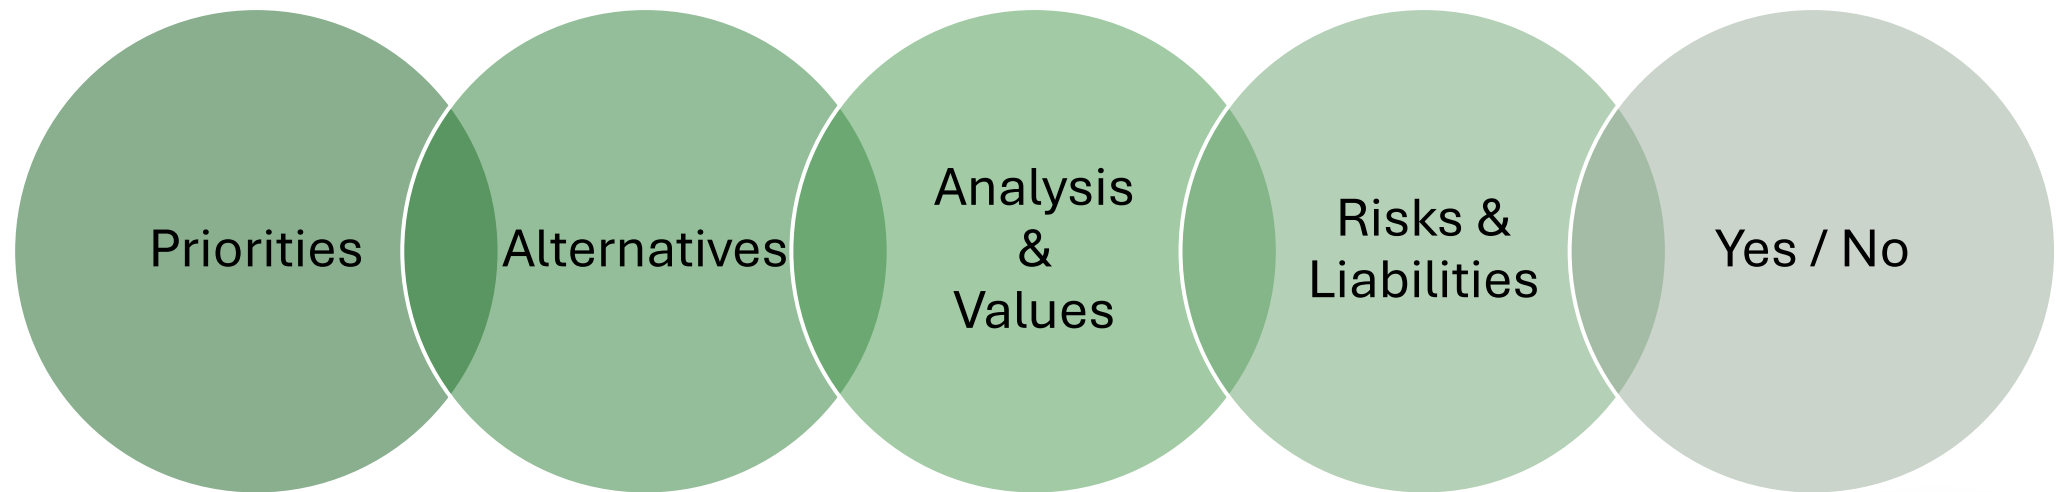 Priorities
Alternatives
Analysis
&
Values
Risks &
Liabilities
Yes / No